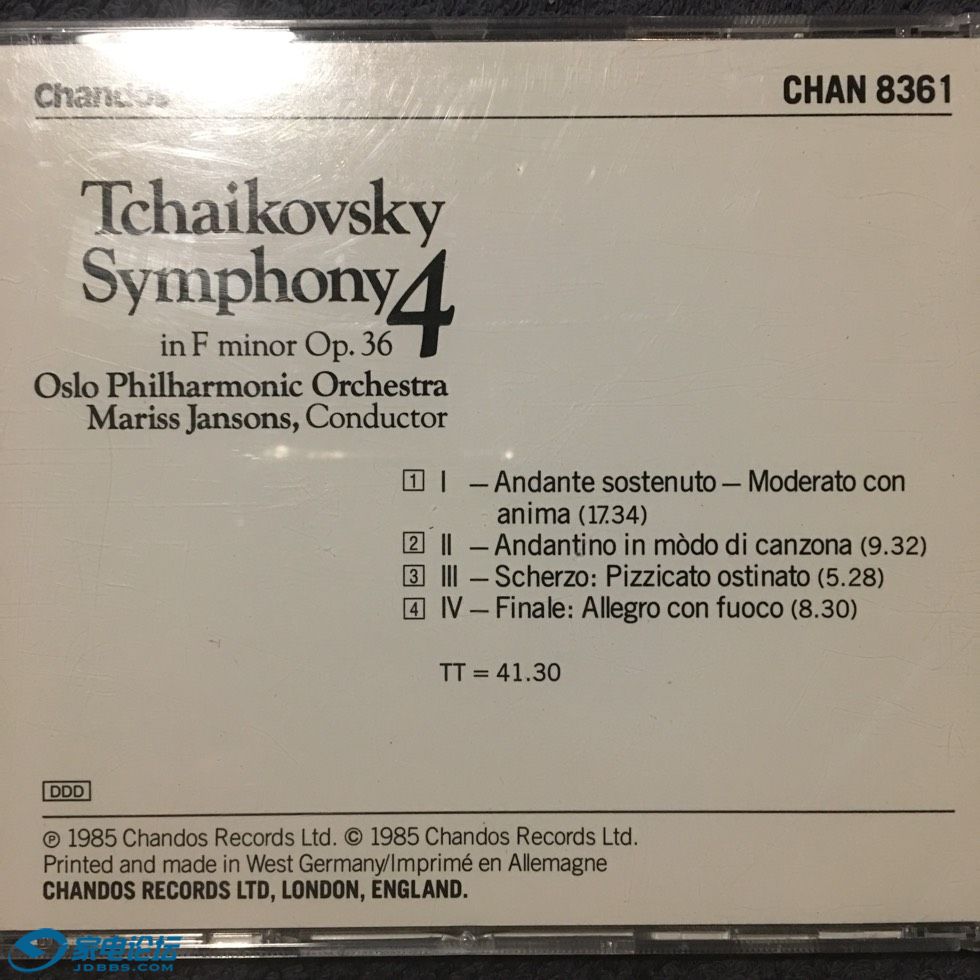 Chandos
CHAN 8361
Tchaikovsky
Symphony 4
in F minor Op. 36
Oslo Philharmonic Orchestra
Mariss Jansons, Conductor
1 I – Andante sostenuto – Moderato con
anima (17.34)
2 II – Andantino in mòdo di canzona (9.32)
3 III – Scherzo: Pizzicato ostinato (5.28)
4 IV – Finale: Allegro con fuoco (8.30)
TT = 41.30
DDD
℗ 1985 Chandos Records Ltd. © 1985 Chandos Records Ltd.
Printed and made in West Germany/Imprimé en Allemagne
CHANDOS RECORDS LTD, LONDON, ENGLAND.
家电论坛
JDBBS.COM